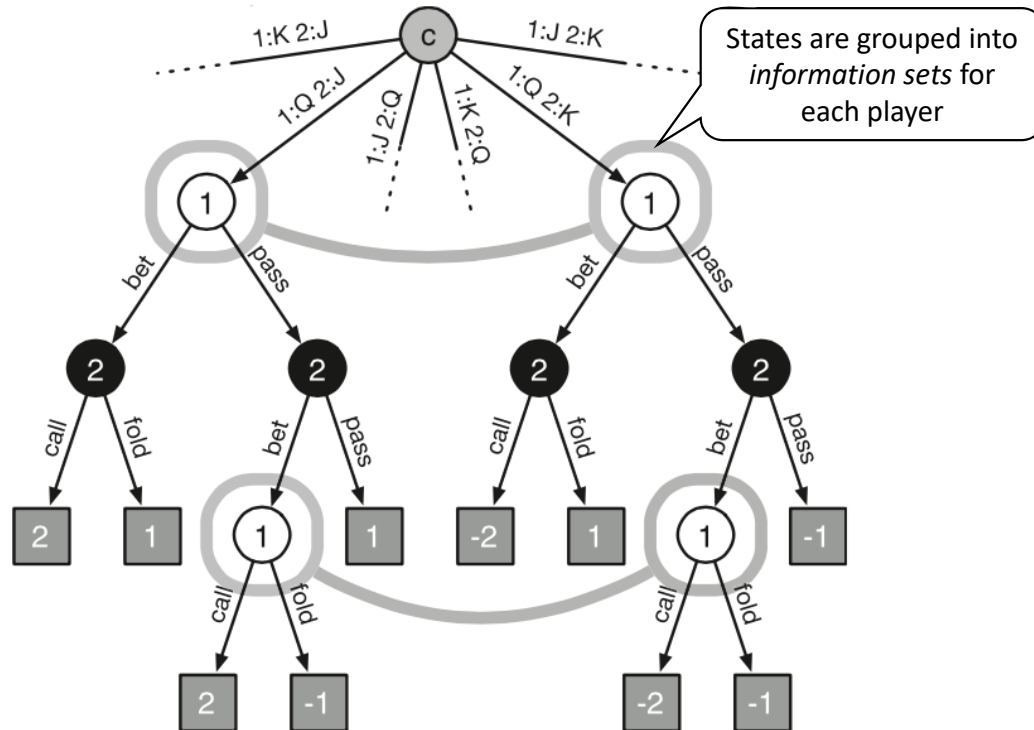 c
1:K 2:J
1:J 2:K
1:Q 2:J
1:J 2:Q
1:K 2:Q
1:Q 2:K
States are grouped into
information sets for
each player
1
1
bet
pass
bet
pass
2
2
2
2
call
fold
bet
pass
call
fold
bet
pass
2
1
1
1
-2
1
1
-1
call
fold
call
fold
2
-1
-2
-1